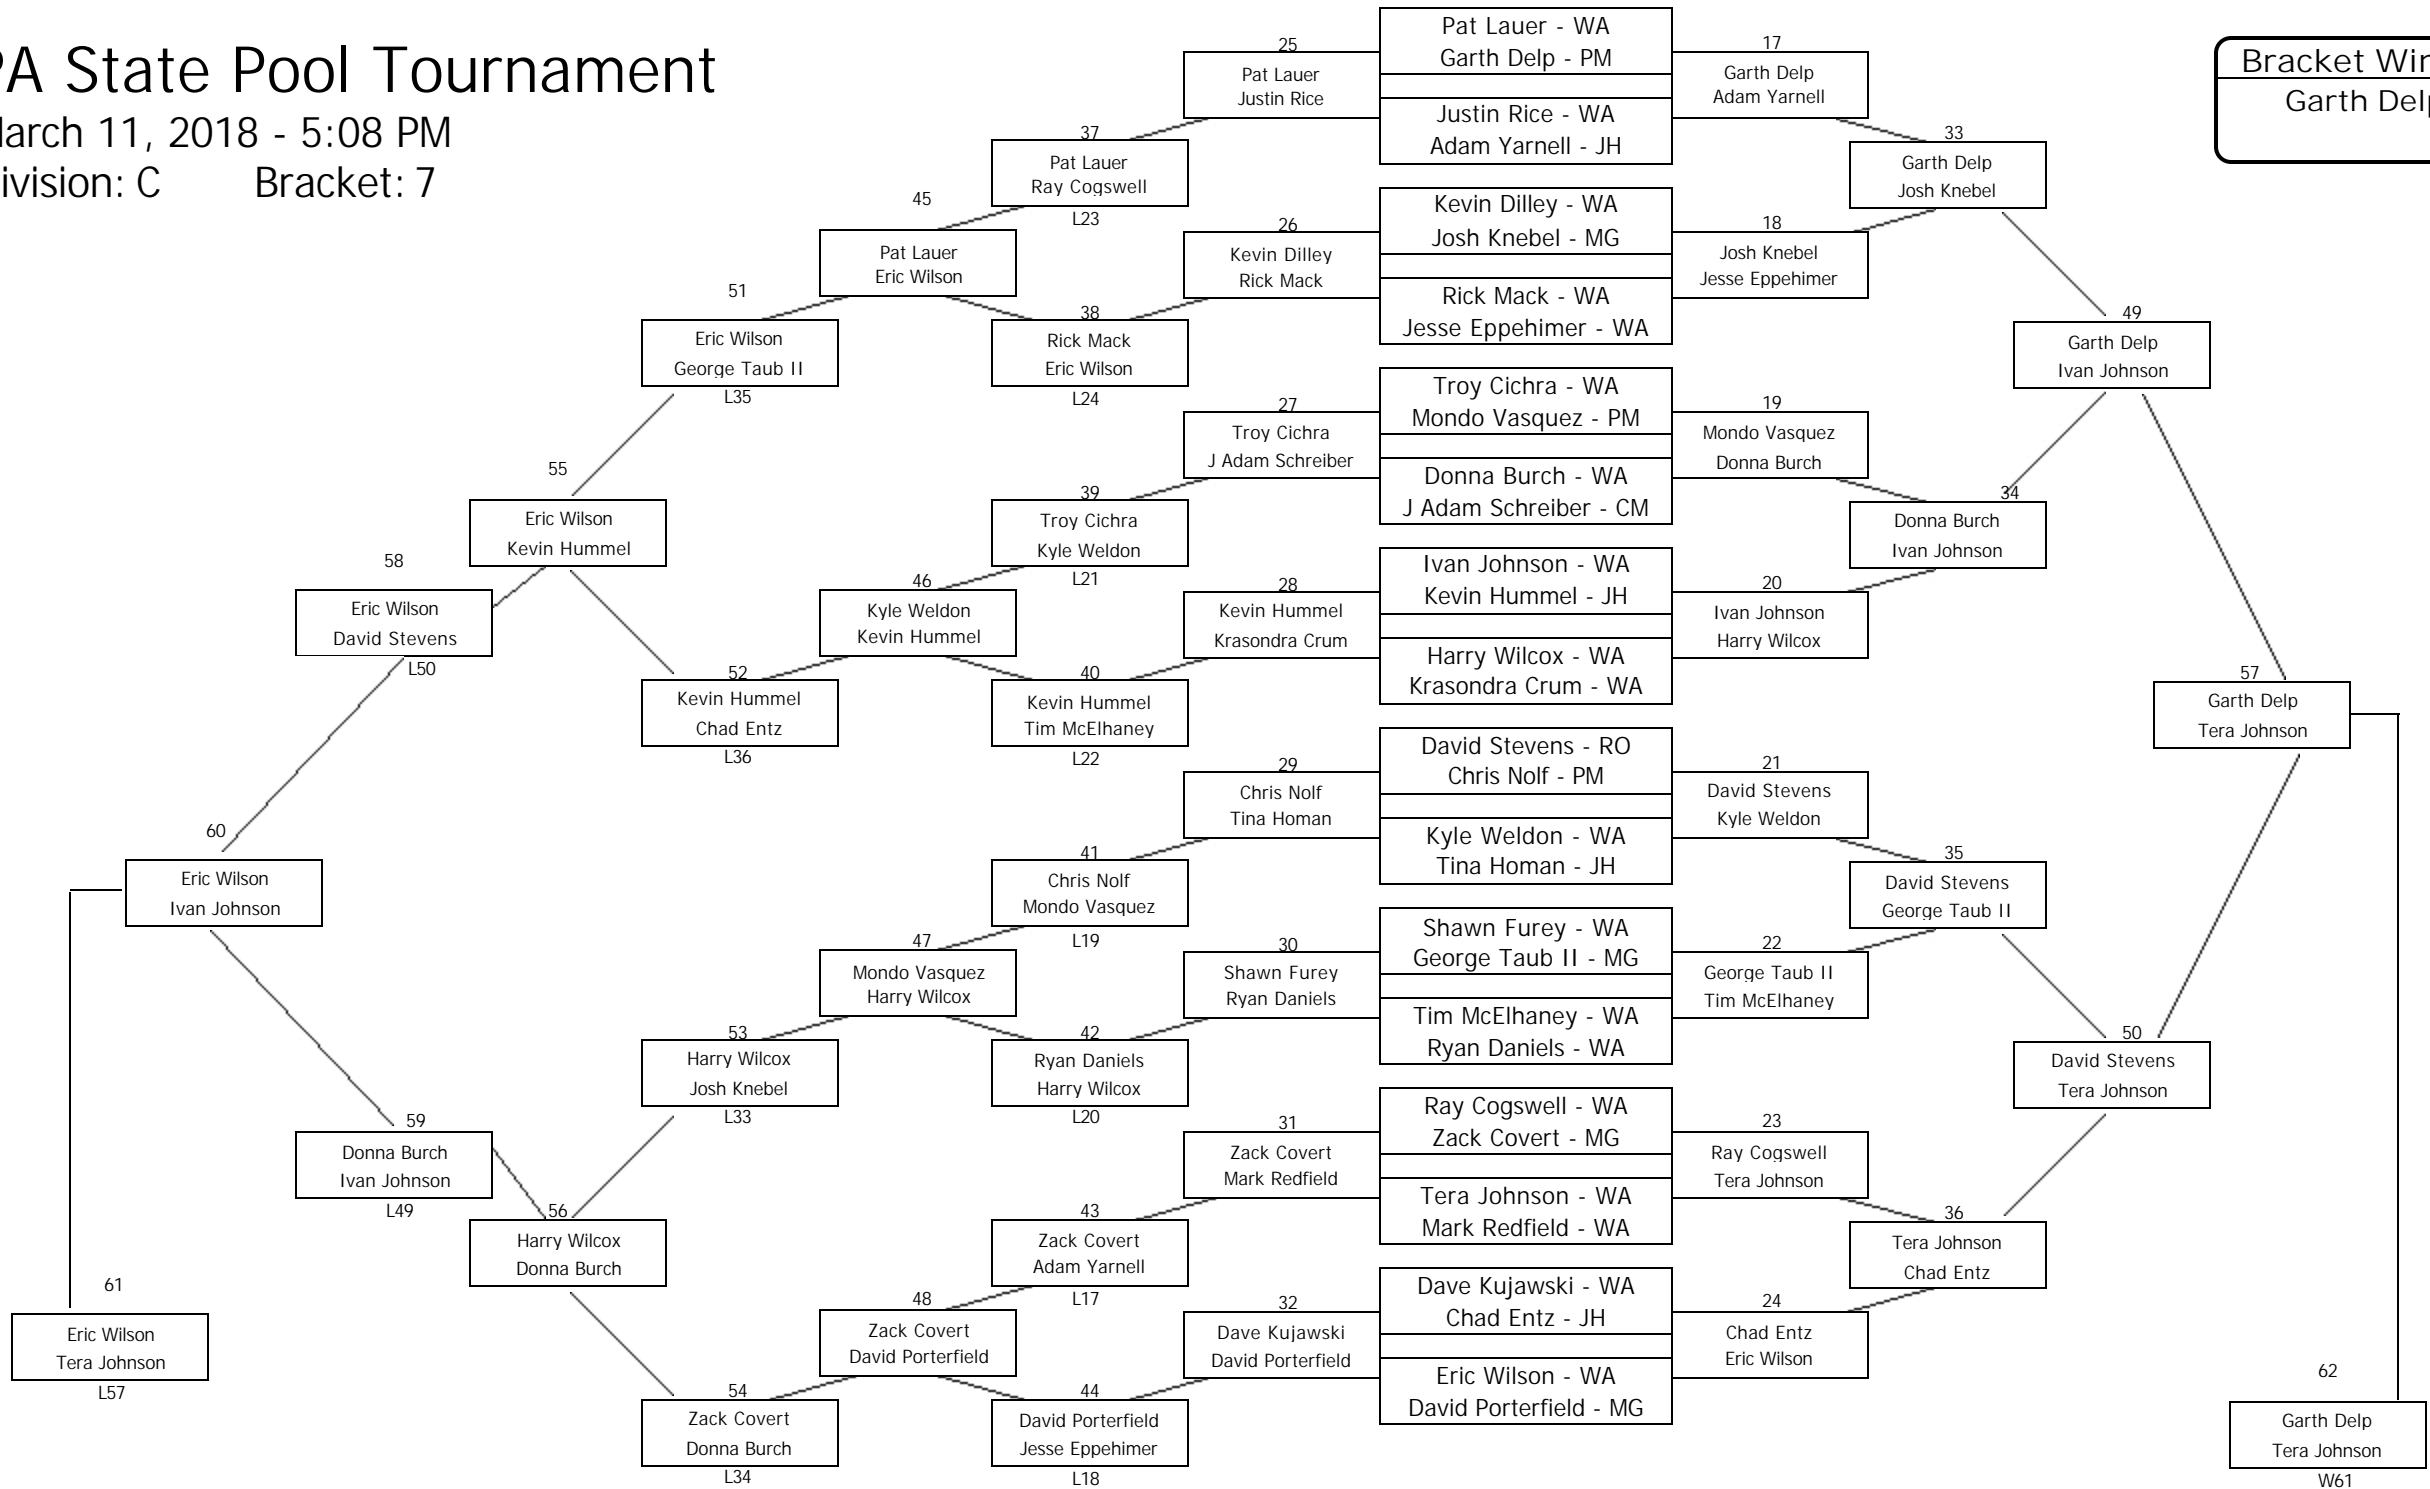 PA State Pool Tournament
March 11, 2018 - 5:08 PM
Division: C Bracket: 7
Bracket Win
Garth Delp
61
Eric Wilson
Tera Johnson
L57
60
Eric Wilson
Ivan Johnson
58
Eric Wilson
David Stevens
L50
59
Donna Burch
Ivan Johnson
L49
55
Eric Wilson
Kevin Hummel
56
Harry Wilcox
Donna Burch
51
Eric Wilson
George Taub II
L35
52
Kevin Hummel
Chad Entz
L36
53
Harry Wilcox
Josh Knebel
L33
54
Zack Covert
Donna Burch
L34
45
Pat Lauer
Eric Wilson
46
Kyle Weldon
Kevin Hummel
47
Mondo Vasquez
Harry Wilcox
48
Zack Covert
David Porterfield
37
Pat Lauer
Ray Cogswell
L23
38
Rick Mack
Eric Wilson
L24
39
Troy Cichra
Kyle Weldon
L21
40
Kevin Hummel
Tim McElhaney
L22
41
Chris Nolf
Mondo Vasquez
L19
42
Ryan Daniels
Harry Wilcox
L20
43
Zack Covert
Adam Yarnell
L17
44
David Porterfield
Jesse Eppehimer
L18
25
Pat Lauer
Justin Rice
26
Kevin Dilley
Rick Mack
27
Troy Cichra
J Adam Schreiber
28
Kevin Hummel
Krasondra Crum
29
Chris Nolf
Tina Homan
30
Shawn Furey
Ryan Daniels
31
Zack Covert
Mark Redfield
32
Dave Kujawski
David Porterfield
Pat Lauer - WA
Garth Delp - PM
Justin Rice - WA
Adam Yarnell - JH
Kevin Dilley - WA
Josh Knebel - MG
Rick Mack - WA
Jesse Eppehimer - WA
Troy Cichra - WA
Mondo Vasquez - PM
Donna Burch - WA
J Adam Schreiber - CM
Ivan Johnson - WA
Kevin Hummel - JH
Harry Wilcox - WA
Krasondra Crum - WA
David Stevens - RO
Chris Nolf - PM
Kyle Weldon - WA
Tina Homan - JH
Shawn Furey - WA
George Taub II - MG
Tim McElhaney - WA
Ryan Daniels - WA
Ray Cogswell - WA
Zack Covert - MG
Tera Johnson - WA
Mark Redfield - WA
Dave Kujawski - WA
Chad Entz - JH
Eric Wilson - WA
David Porterfield - MG
17
Garth Delp
Adam Yarnell
18
Josh Knebel
Jesse Eppehimer
19
Mondo Vasquez
Donna Burch
20
Ivan Johnson
Harry Wilcox
21
David Stevens
Kyle Weldon
22
George Taub II
Tim McElhaney
23
Ray Cogswell
Tera Johnson
24
Chad Entz
Eric Wilson
33
Garth Delp
Josh Knebel
34
Donna Burch
Ivan Johnson
35
David Stevens
George Taub II
36
Tera Johnson
Chad Entz
49
Garth Delp
Ivan Johnson
50
David Stevens
Tera Johnson
57
Garth Delp
Tera Johnson
62
Garth Delp
Tera Johnson
W61